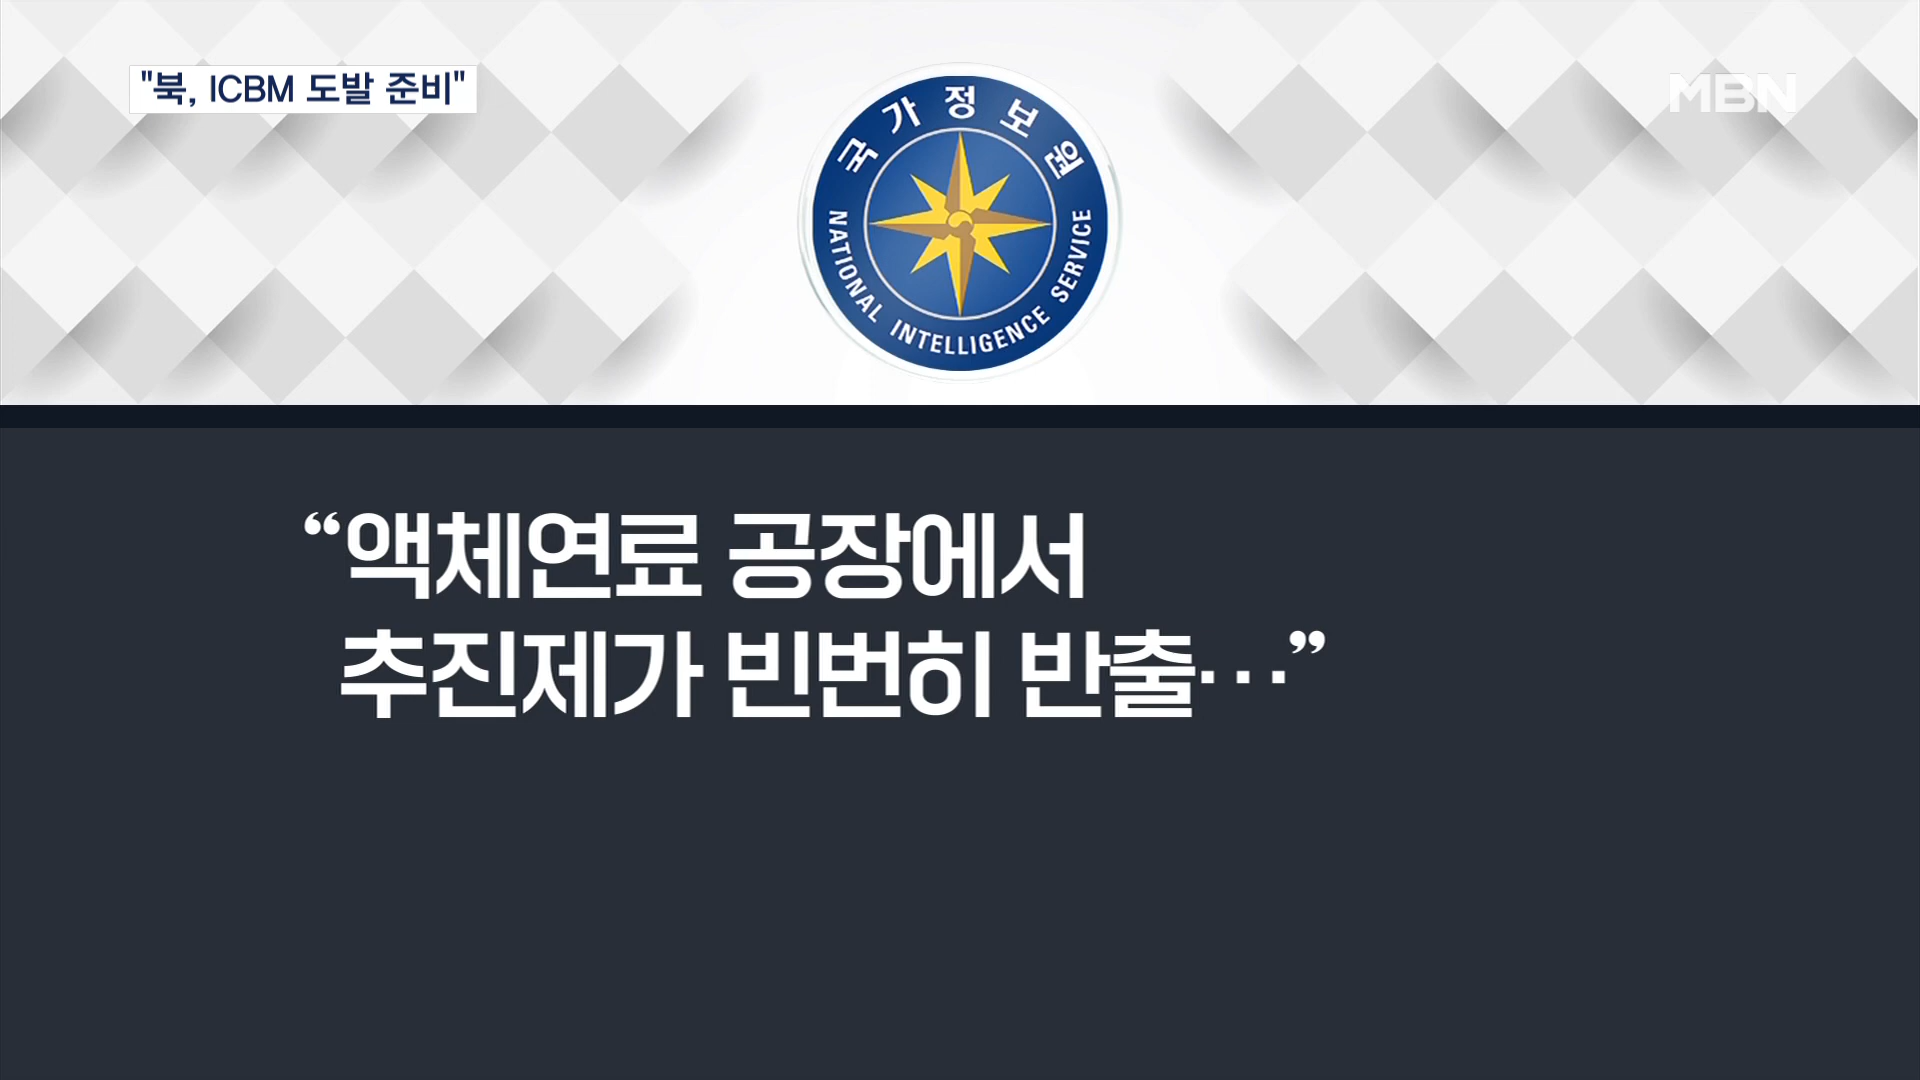 "북, ICBM 도발 준비"
MBN
국가정보원
NATIONAL INTELLIGENCE SERVICE
“액체연료 공장에서
추진제가 빈번히 반출…”